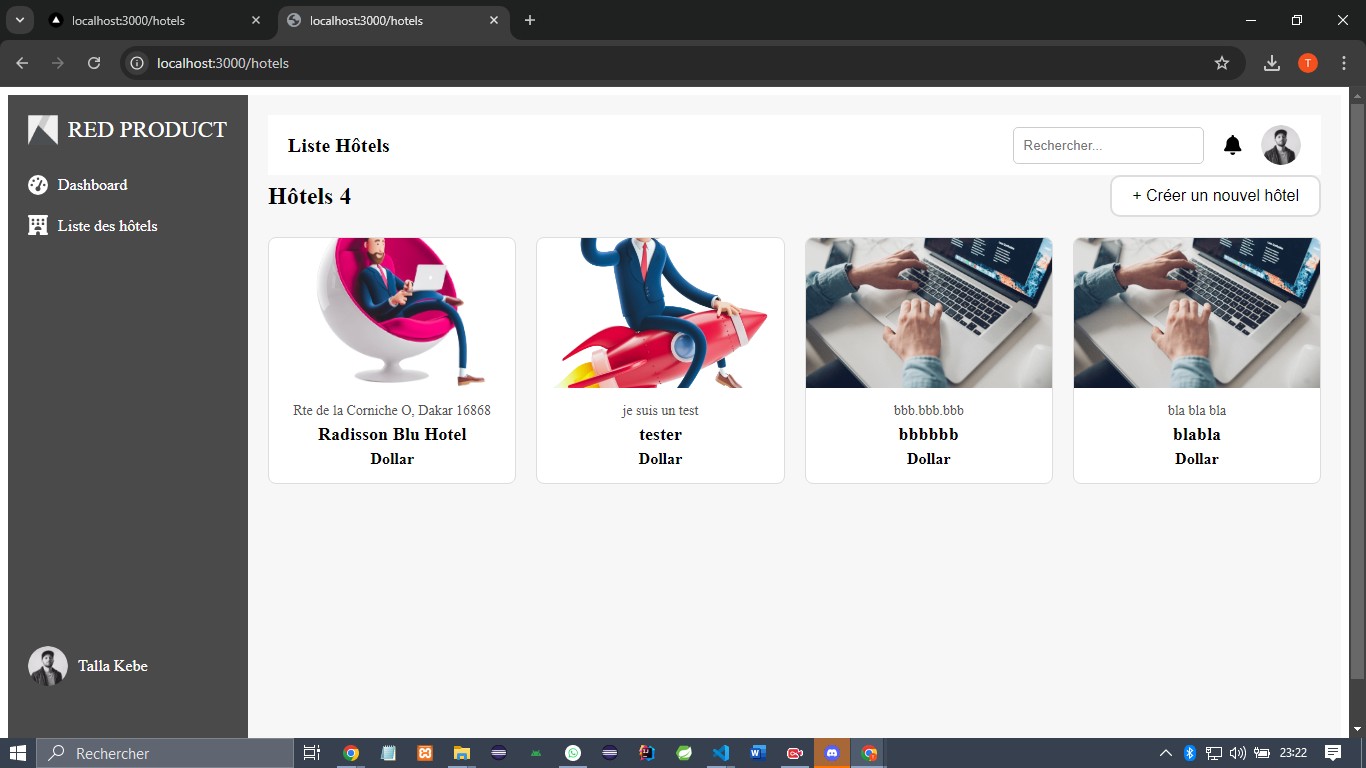 localhost:3000/hotels
localhost:3000/hotels
localhost:3000/hotels
T
RED PRODUCT
Dashboard
Liste des hôtels
Talla Kebe
Liste Hôtels
Rechercher...
Hôtels 4
+ Créer un nouvel hôtel
Rte de la Corniche O, Dakar 16868
Radisson Blu Hotel
Dollar
je suis un test
tester
Dollar
bbb.bbb.bbb
bbbbbb
Dollar
bla bla bla
blabla
Dollar
Rechercher
23:22